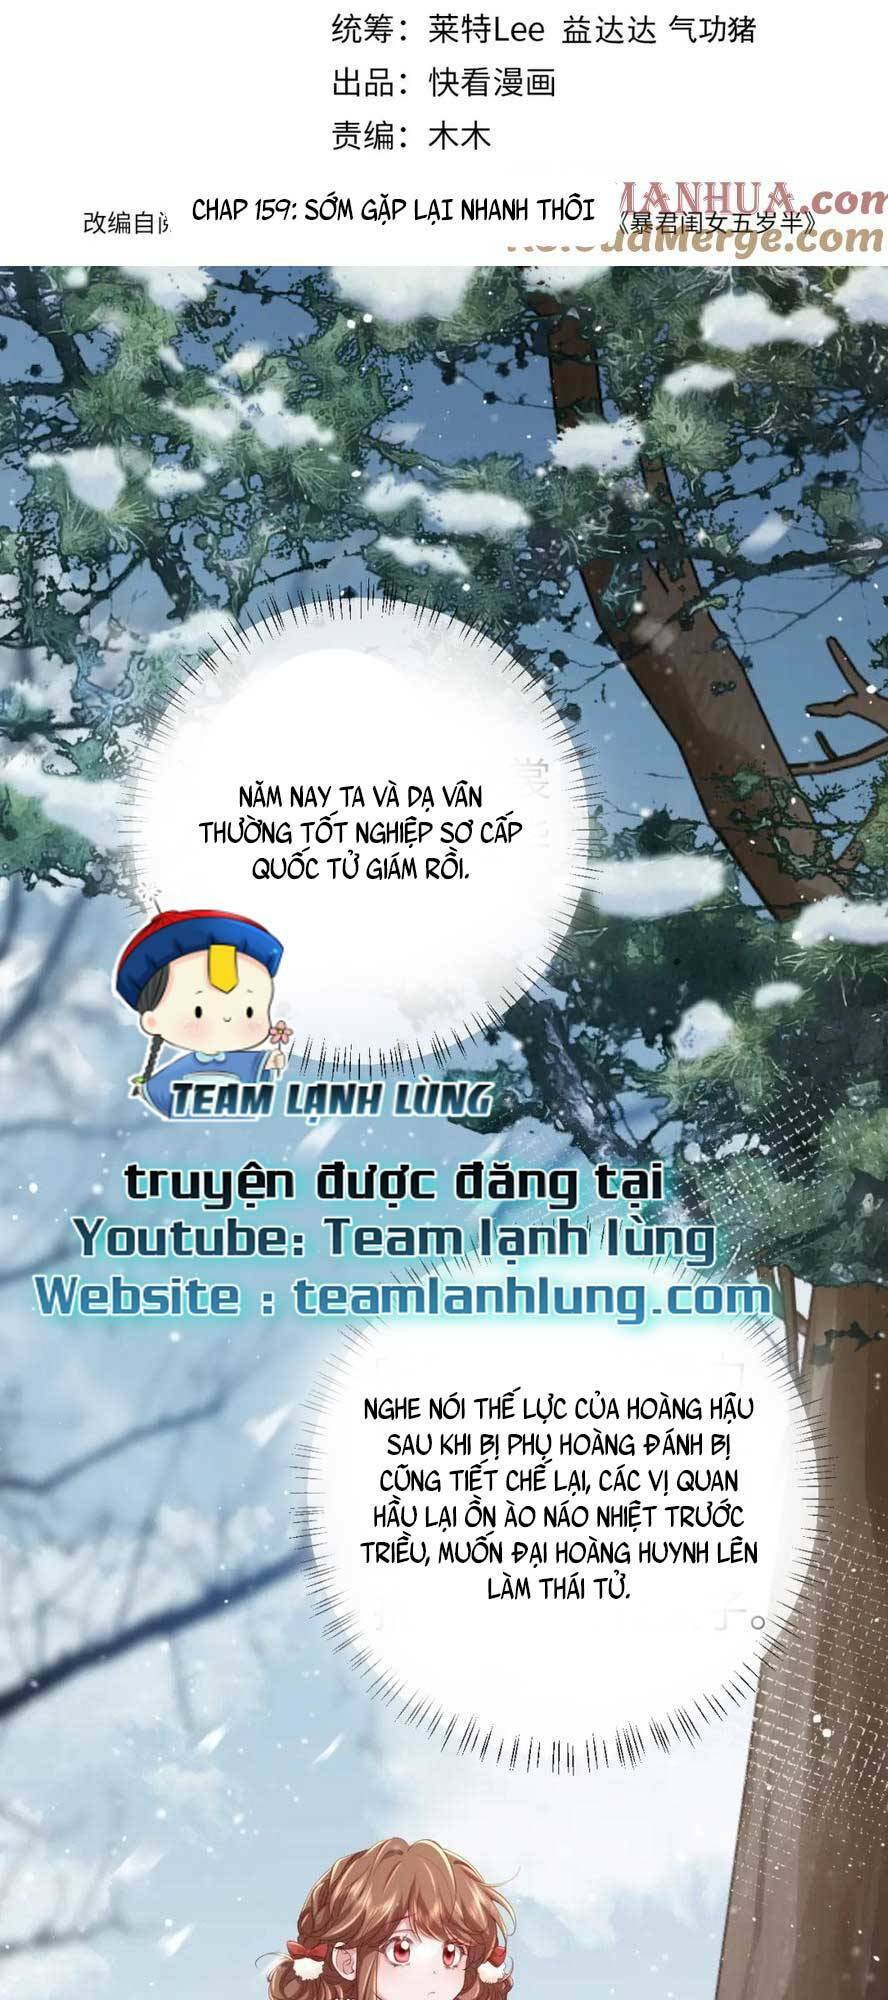 统筹：莱特Lee 益达达 气功猪
出品：快看漫画
责编：木木
MANHUA.com
改编自阅 CHAP 159: SỚM GẶP LẠI NHANH THÔI 《暴君闺女五岁半》
loudMerge.com
裳
NĂM NAY TA VÀ DẠ VÂN
THƯỜNG TỐT NGHIỆP SƠ CẤP
QUỐC TỬ GIÁM RỒI.
TEAM LẠNH LÙNG
truyện được đăng tại
Youtube: Team lạnh lùng
Website : teamlanhlung.com
NGHE NÓI THẾ LỰC CỦA HOÀNG HẬU
SAU KHI BỊ PHỤ HOÀNG ĐÁNH BỊ
CŨNG TIẾT CHẾ LẠI, CÁC VỊ QUAN
HẦU LẠI ỒN ÀO NÁO NHIỆT TRƯỚC
TRIỀU, MUỐN ĐẠI HOÀNG HUYNH LÊN
LÀM THÁI TỬ.
子。